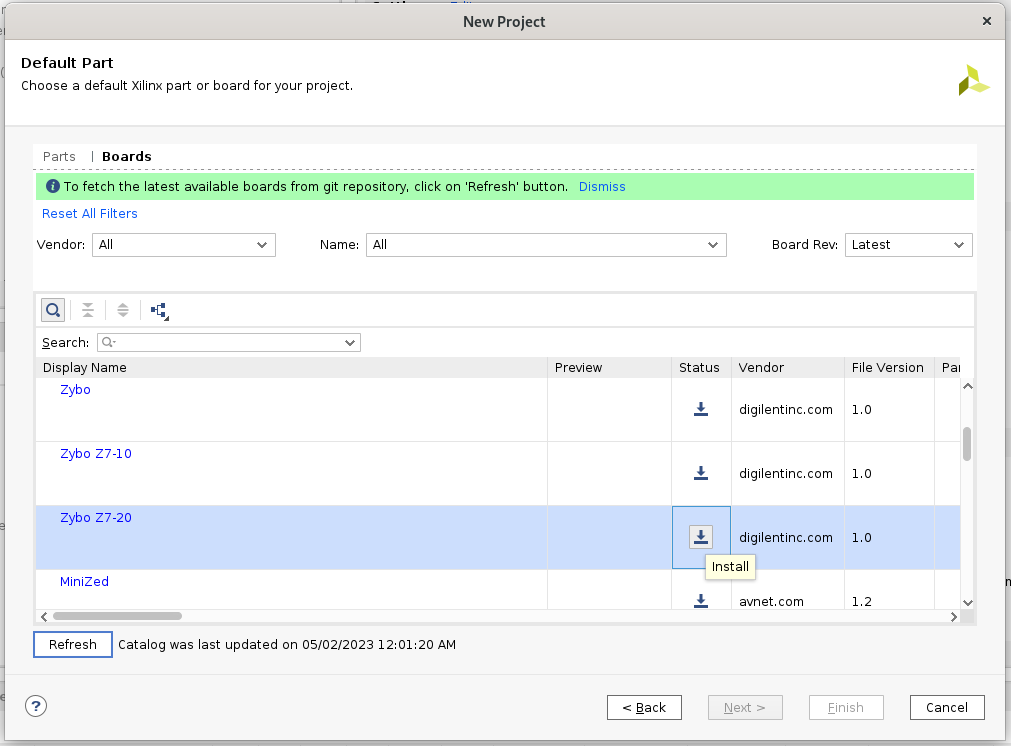 New Project
Default Part
Choose a default Xilinx part or board for your project.
Parts | Boards
To fetch the latest available boards from git repository, click on 'Refresh' button. Dismiss
Reset All Filters
Vendor: All Name: All Board Rev: Latest
Search:
Display Name Preview Status Vendor File Version Par
Zybo
digilentinc.com 1.0
Zybo Z7-10
digilentinc.com 1.0
Zybo Z7-20
digilentinc.com 1.0
Install
MiniZed
avnet.com 1.2
Refresh Catalog was last updated on 05/02/2023 12:01:20 AM
? < Back Next > Finish Cancel